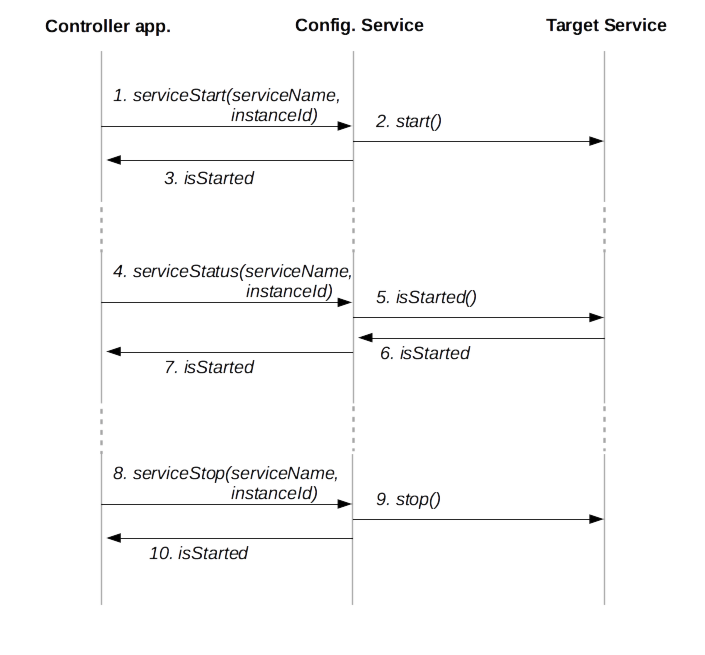 Controller app.
Config. Service
Target Service
1. serviceStart(serviceName,
instanceId)
2. start()
3. isStarted
4. serviceStatus(serviceName,
instanceId)
5. isStarted()
6. isStarted
7. isStarted
8. serviceStop(serviceName,
instanceId)
9. stop()
10. isStarted